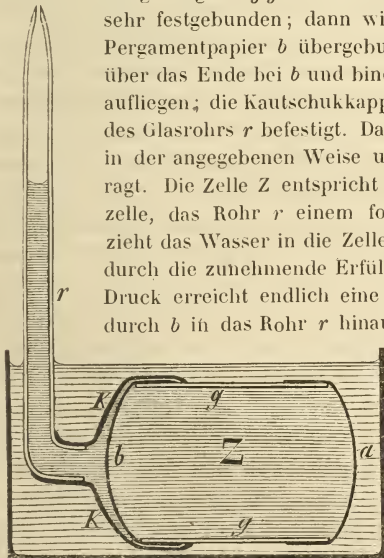 sehr festgebunden; dann wi
Pergamentpapier b übergebu
über das Ende bei b und bin
aufliegen; die Kautschukkapp
des Glasrohrs r befestigt. Da
in der angegebenen Weise u
ragt. Die Zelle Z entspricht
zelle, das Rohr r einem fo
zieht das Wasser in die Zelle
durch die zunehmende Erfül
Druck erreicht endlich eine
durch b in das Rohr r hinau
r
K
g
b
Z
a
K
g